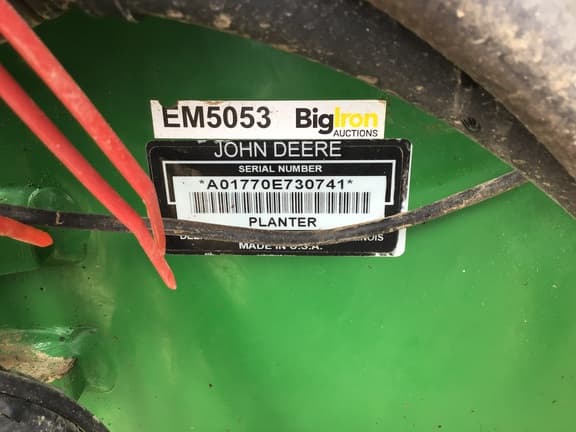 EM5053 BigIron
AUCTIONS
JOHN DEERE
SERIAL NUMBER
*A01770E730741*
PLANTER
MADE IN U.S.A.